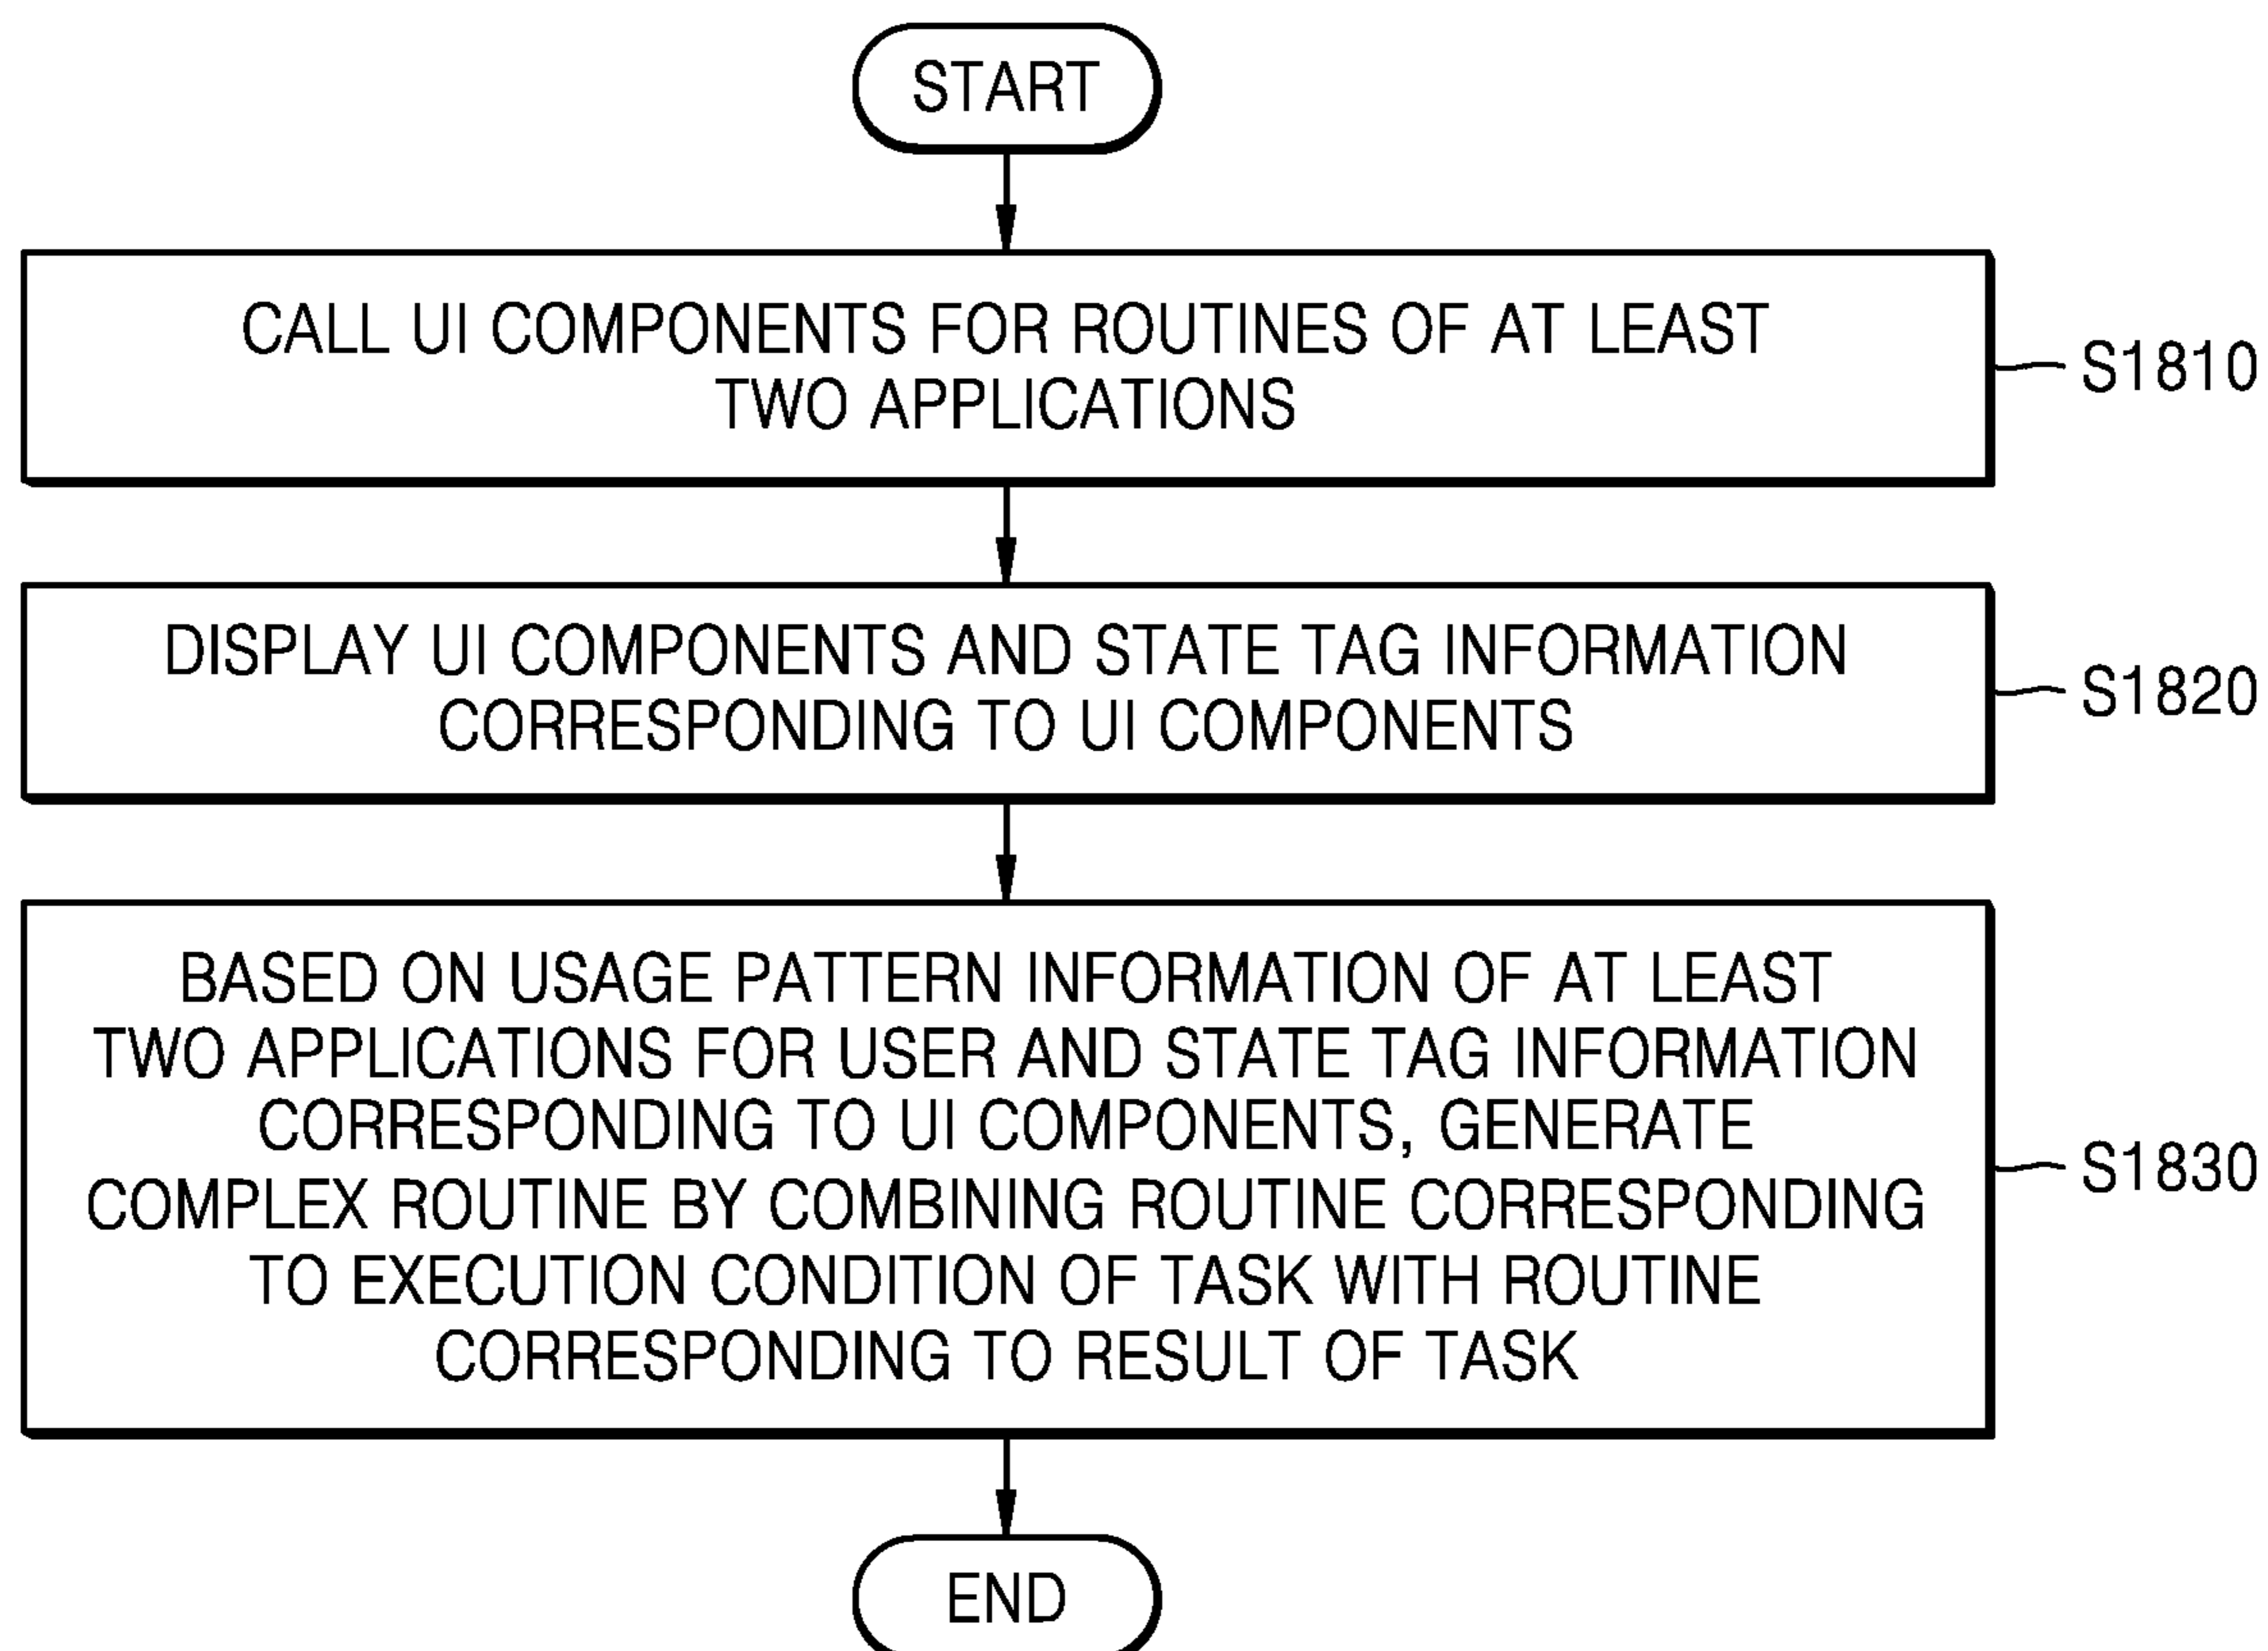 START
CALL UI COMPONENTS FOR ROUTINES OF AT LEAST
TWO APPLICATIONS
S1810
DISPLAY UI COMPONENTS AND STATE TAG INFORMATION
CORRESPONDING TO UI COMPONENTS
S1820
BASED ON USAGE PATTERN INFORMATION OF AT LEAST
TWO APPLICATIONS FOR USER AND STATE TAG INFORMATION
CORRESPONDING TO UI COMPONENTS, GENERATE
COMPLEX ROUTINE BY COMBINING ROUTINE CORRESPONDING
TO EXECUTION CONDITION OF TASK WITH ROUTINE
CORRESPONDING TO RESULT OF TASK
S1830
END